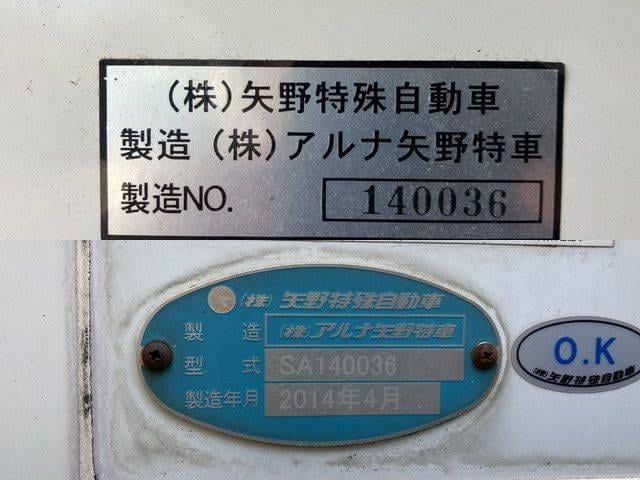 (株)矢野特殊自動車
製造 (株)アルナ矢野特車
製造NO. 140036
(株) 矢野特殊自動車
製造 (株)アルナ矢野特車
型式 SA140036
製造年月 2014年4月
O.K
(株)矢野特殊自動車